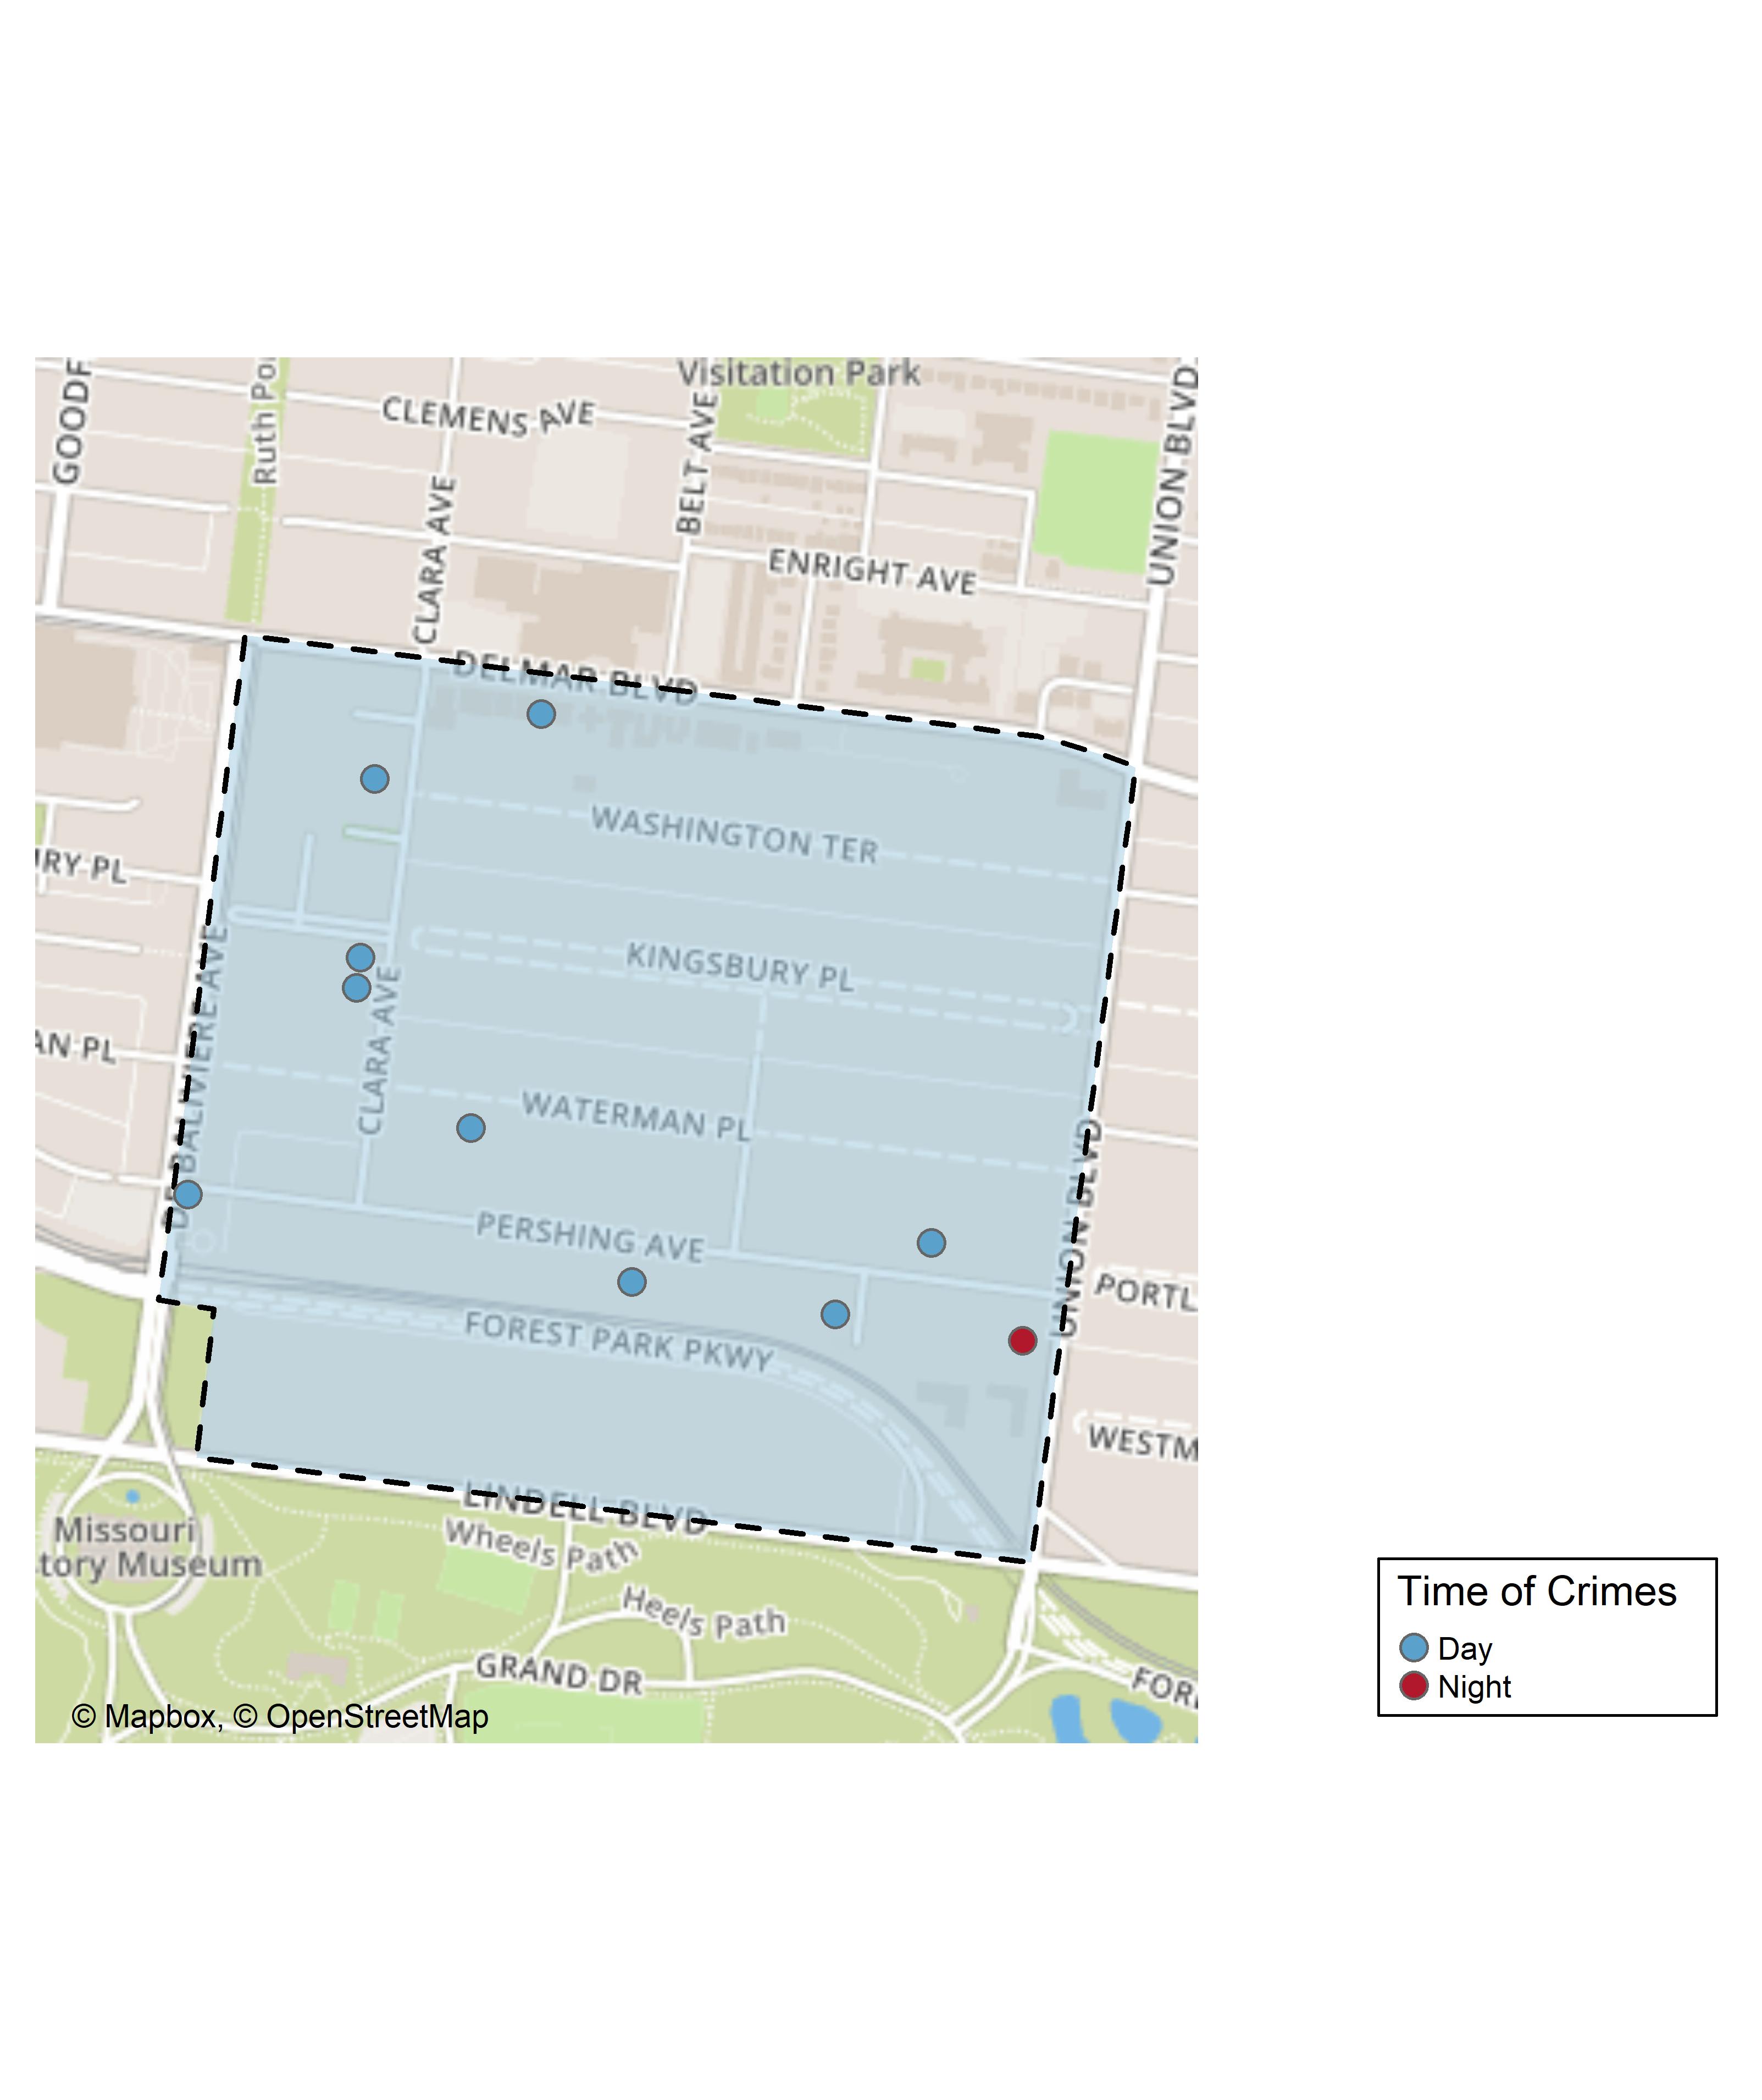 Visitation Park
GOODF
Ruth Po
CLEMENS AVE
BELT AVE
UNION BLVD
CLARA AVE
ENRIGHT AVE
DELMAR BLVD
WASHINGTON TER
RY PL
KINGSBURY PL
DE BALIVIERE AVE
CLARA AVE
AN PL
WATERMAN PL
UNION BLVD
PERSHING AVE
PORTL
FOREST PARK PKWY
WESTM
LINDELL BLVD
Wheels Path
Missouri
tory Museum
Heels Path
GRAND DR
FOR
© Mapbox, © OpenStreetMap
Time of Crimes
Day
Night